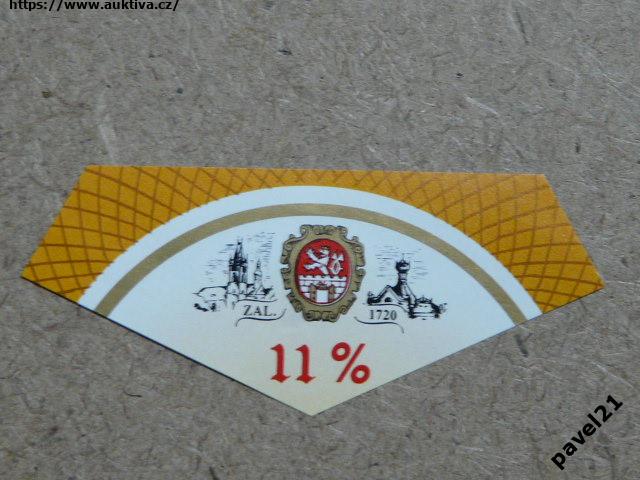 https://www.auktiva.cz/
ZAL. 1720
11 %
pavel21